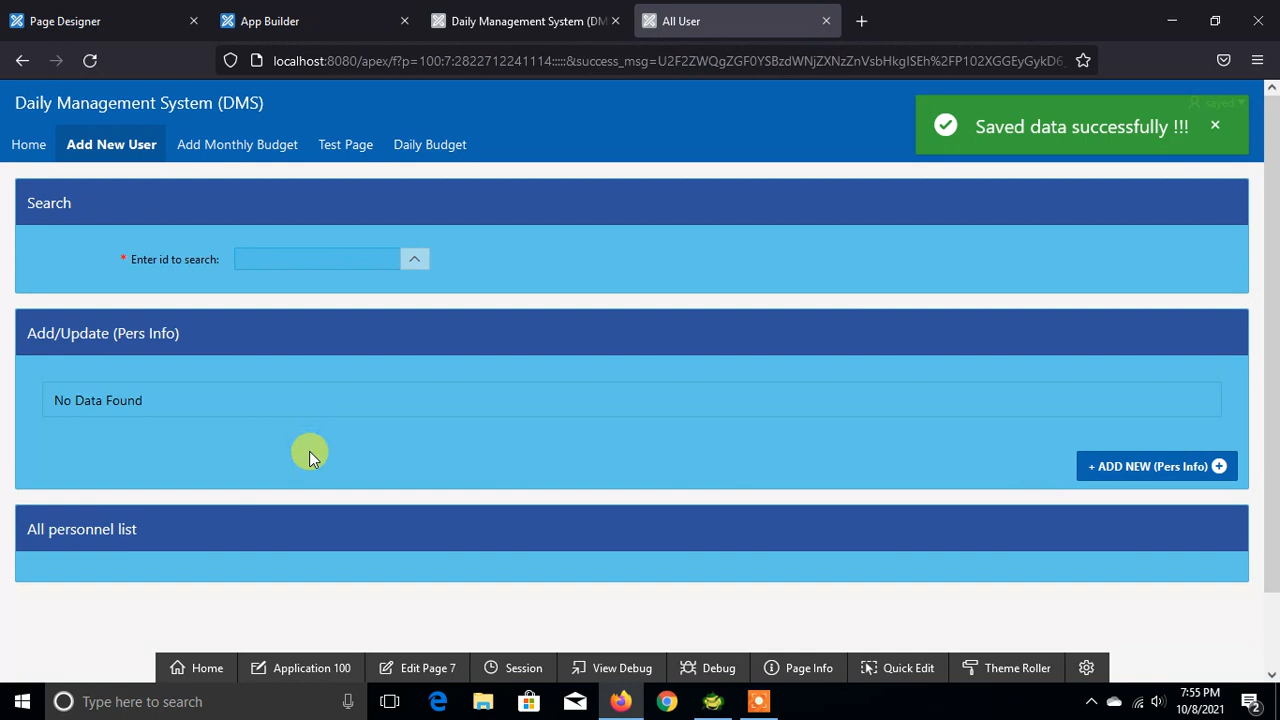 Page Designer
App Builder
Daily Management System (DM
All User
localhost:8080/apex/f?p=100:7:2822712241114:::::&success_msg=U2F2ZWQgZGF0YSBzdWNjZXNzZnVsbHkgISEh%2FP102XGGEyGykD6_
Daily Management System (DMS)
sayed
Saved data successfully !!!
Home
Add New User
Add Monthly Budget
Test Page
Daily Budget
Search
* Enter id to search:
Add/Update (Pers Info)
No Data Found
+ ADD NEW (Pers Info)
All personnel list
Home
Application 100
Edit Page 7
Session
View Debug
Debug
Page Info
Quick Edit
Theme Roller
Type here to search
7:55 PM
10/8/2021
2